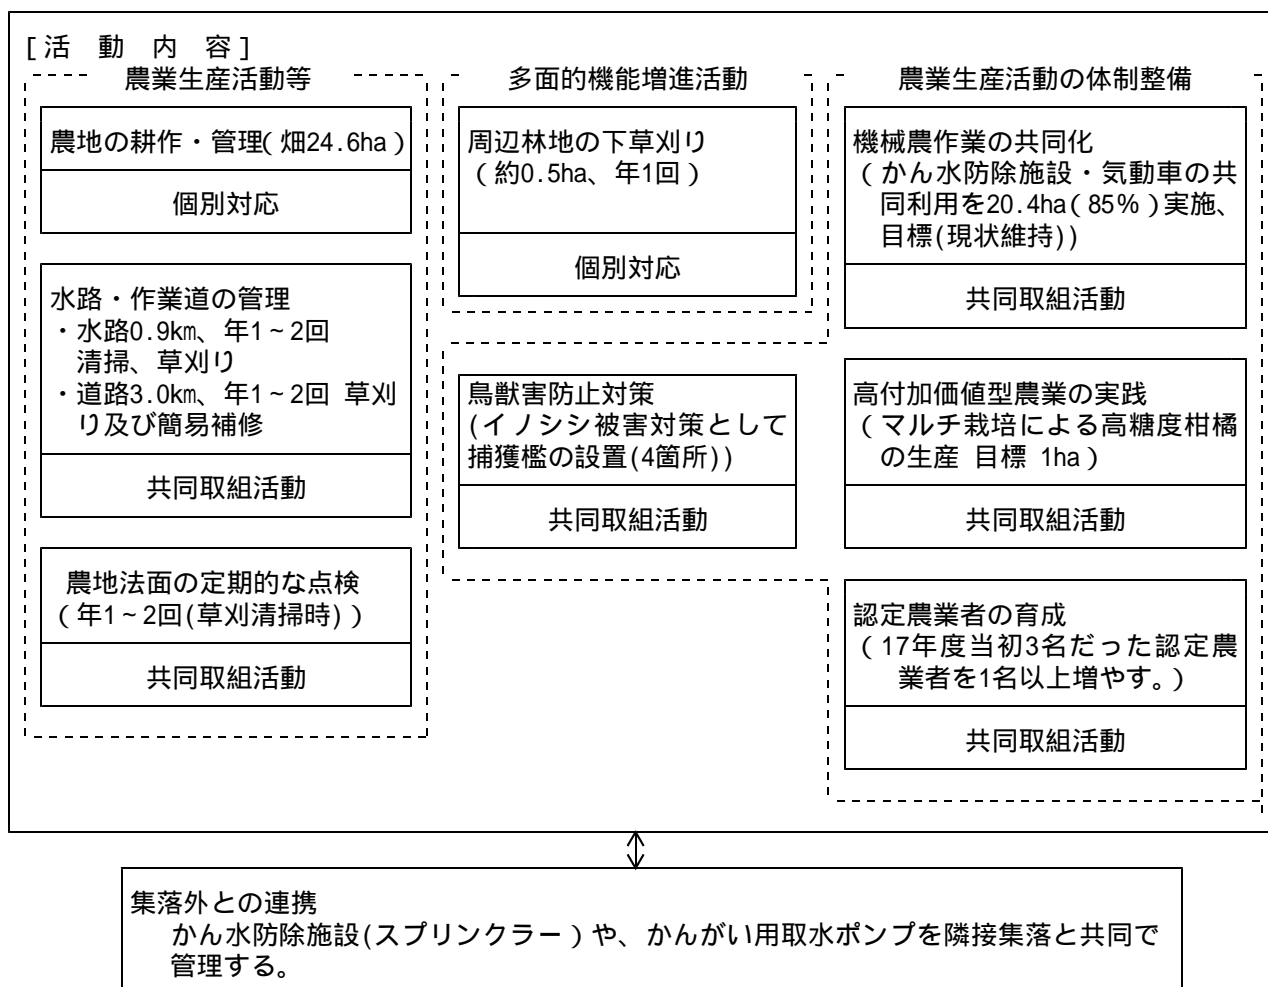 [活 動 内 容]
農業生産活動等
農地の耕作・管理(畑24.6ha)
個別対応
水路・作業道の管理
・水路0.9㎞、年1~2回
清掃、草刈り
・道路3.0㎞、年1~2回 草刈
り及び簡易補修
共同取組活動
農地法面の定期的な点検
(年1~2回(草刈清掃時))
共同取組活動
多面的機能増進活動
周辺林地の下草刈り
(約0.5ha、年1回)
個別対応
鳥獣害防止対策
(イノシシ被害対策として
捕獲檻の設置(4箇所))
共同取組活動
農業生産活動の体制整備
機械農作業の共同化
(かん水防除施設・気動車の共
同利用を20.4ha(85%)実施、
目標(現状維持))
共同取組活動
高付加価値型農業の実践
(マルチ栽培による高糖度柑橘
の生産 目標 1ha)
共同取組活動
認定農業者の育成
(17年度当初3名だった認定農
業者を1名以上増やす。)
共同取組活動
集落外との連携
かん水防除施設(スプリンクラー)や、かんがい用取水ポンプを隣接集落と共同で
管理する。